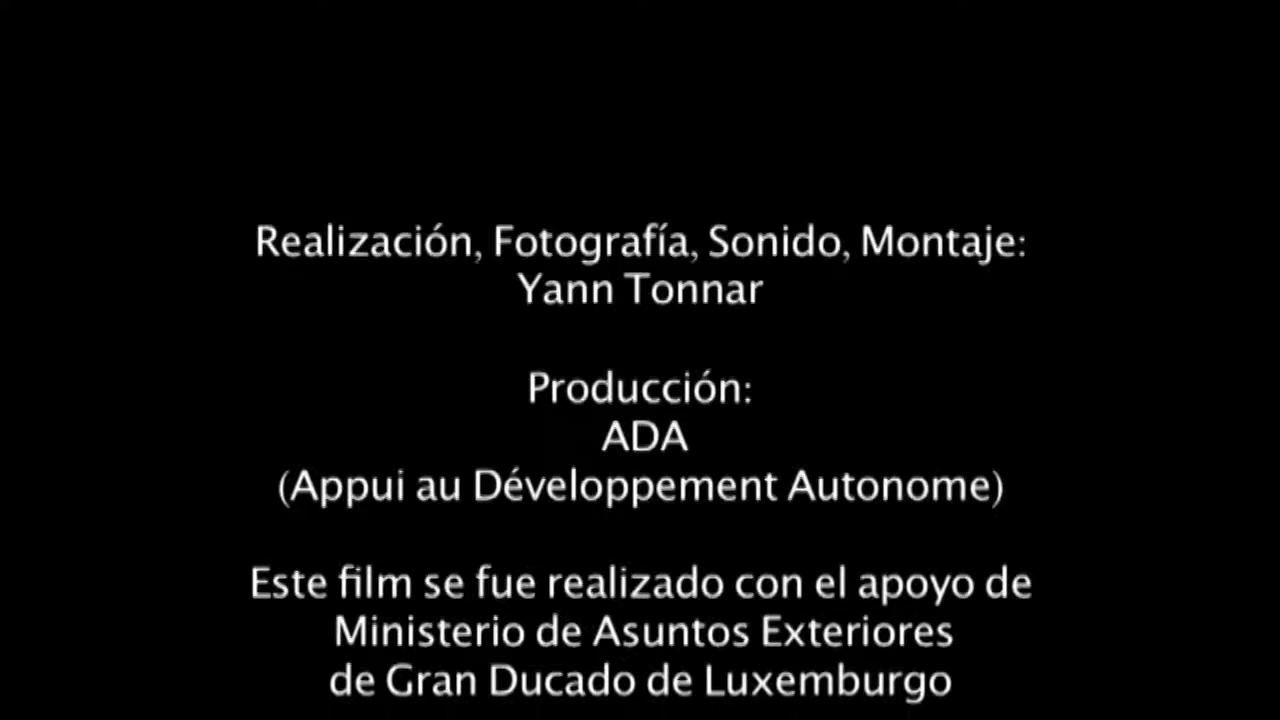 Realización, Fotografía, Sonido, Montaje:
Yann Tonnar
Producción:
ADA
(Appui au Développement Autonome)
Este film se fue realizado con el apoyo de
Ministerio de Asuntos Exteriores
de Gran Ducado de Luxemburgo